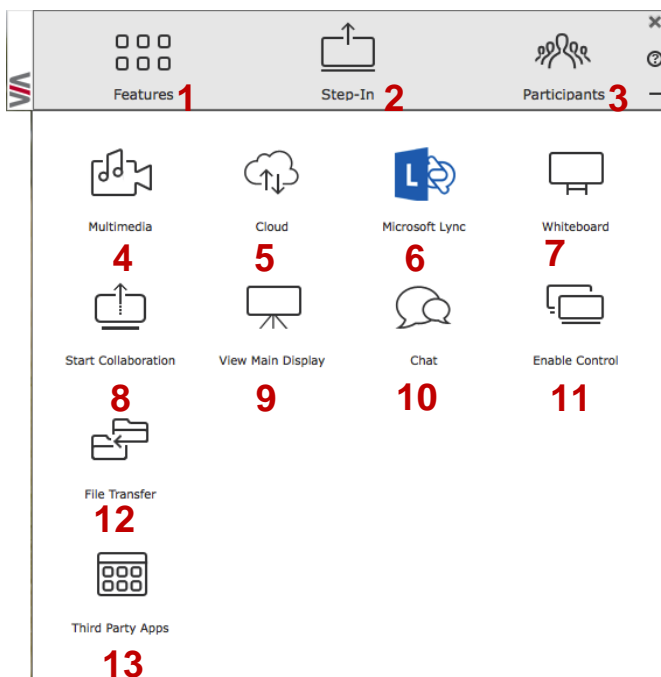 Features 1
Step-In 2
Participants 3
VIA
Multimedia
Cloud
Microsoft Lync
Whiteboard
4
5
6
7
L
Start Collaboration
View Main Display
Chat
Enable Control
8
9
10
11
File Transfer
12
Third Party Apps
13